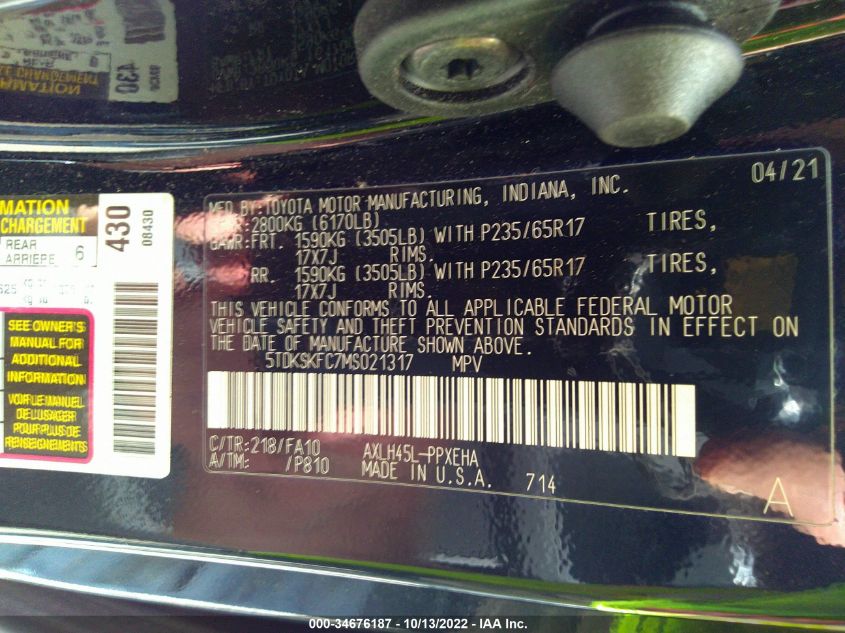 04/21
MFD BY:TOYOTA MOTOR MANUFACTURING, INDIANA, INC.
2800KG (6170LB)
GAWR:FRT. 1590KG (3505LB) WITH P235/65R17 TIRES,
17X7J RIMS.
RR. 1590KG (3505LB) WITH P235/65R17 TIRES,
17X7J RIMS.
THIS VEHICLE CONFORMS TO ALL APPLICABLE FEDERAL MOTOR
VEHICLE SAFETY AND THEFT PREVENTION STANDARDS IN EFFECT ON
THE DATE OF MANUFACTURE SHOWN ABOVE.
5TDKSKFC7MS021317 MPV
C/TR:218/FA10 AXLH45L-PPXEHA
A/TM: /P810 MADE IN U.S.A. 714
A
MATION
CHARGEMENT
REAR
ARRIERE 6
430
08430
SEE OWNER'S
MANUAL FOR
ADDITIONAL
INFORMATION
VOIR LE MANUEL
DE L'USAGER
POUR PLUS DE
RENSEIGNEMENTS
000-34676187 - 10/13/2022 - IAA Inc.